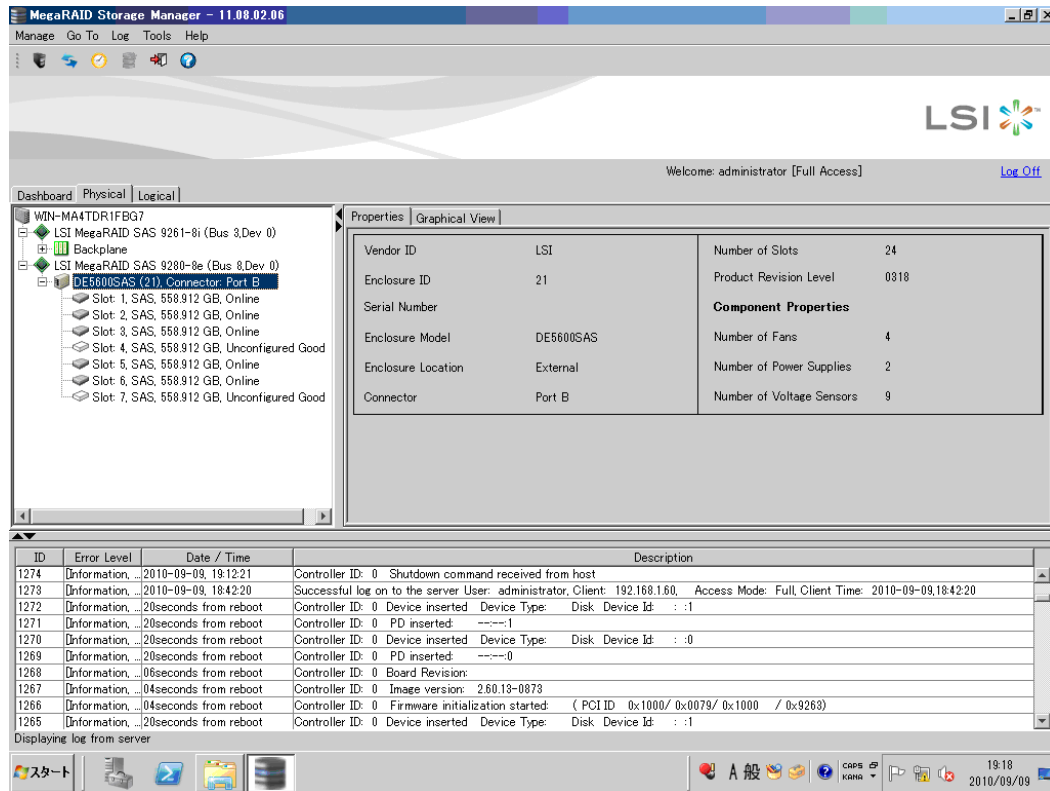 MegaRAID Storage Manager - 11.08.02.06
Manage Go To Log Tools Help
LSI
Welcome: administrator [Full Access] Log Off
Dashboard Physical Logical
WIN-MA4TDR1FBG7
LSI MegaRAID SAS 9261-8i (Bus 3,Dev 0)
Backplane
LSI MegaRAID SAS 9280-8e (Bus 8,Dev 0)
DE5600SAS (21), Connector: Port B
Slot: 1, SAS, 558.912 GB, Online
Slot: 2, SAS, 558.912 GB, Online
Slot: 3, SAS, 558.912 GB, Online
Slot: 4, SAS, 558.912 GB, Unconfigured Good
Slot: 5, SAS, 558.912 GB, Online
Slot: 6, SAS, 558.912 GB, Online
Slot: 7, SAS, 558.912 GB, Unconfigured Good
Properties Graphical View
Vendor ID LSI
Enclosure ID 21
Serial Number
Enclosure Model DE5600SAS
Enclosure Location External
Connector Port B
Number of Slots 24
Product Revision Level 0318
Component Properties
Number of Fans 4
Number of Power Supplies 2
Number of Voltage Sensors 9
ID Error Level Date / Time Description
1274 [Information, ... 2010-09-09, 19:12:21 Controller ID: 0 Shutdown command received from host
1273 [Information, ... 2010-09-09, 18:42:20 Successful log on to the server User: administrator, Client: 192.168.1.60, Access Mode: Full, Client Time: 2010-09-09,18:42:20
1272 [Information, ... 20seconds from reboot Controller ID: 0 Device inserted Device Type: Disk Device Id: : :1
1271 [Information, ... 20seconds from reboot Controller ID: 0 PD inserted: --:--:1
1270 [Information, ... 20seconds from reboot Controller ID: 0 Device inserted Device Type: Disk Device Id: : :0
1269 [Information, ... 20seconds from reboot Controller ID: 0 PD inserted: --:--:0
1268 [Information, ... 06seconds from reboot Controller ID: 0 Board Revision:
1267 [Information, ... 04seconds from reboot Controller ID: 0 Image version: 2.60.13-0873
1266 [Information, ... 04seconds from reboot Controller ID: 0 Firmware initialization started: ( PCI ID 0x1000/ 0x0079/ 0x1000 / 0x9263)
1265 [Information, ... 20seconds from reboot Controller ID: 0 Device inserted Device Type: Disk Device Id: : :1
Displaying log from server
スタート A 般 CAPS KANA 19:18
2010/09/09